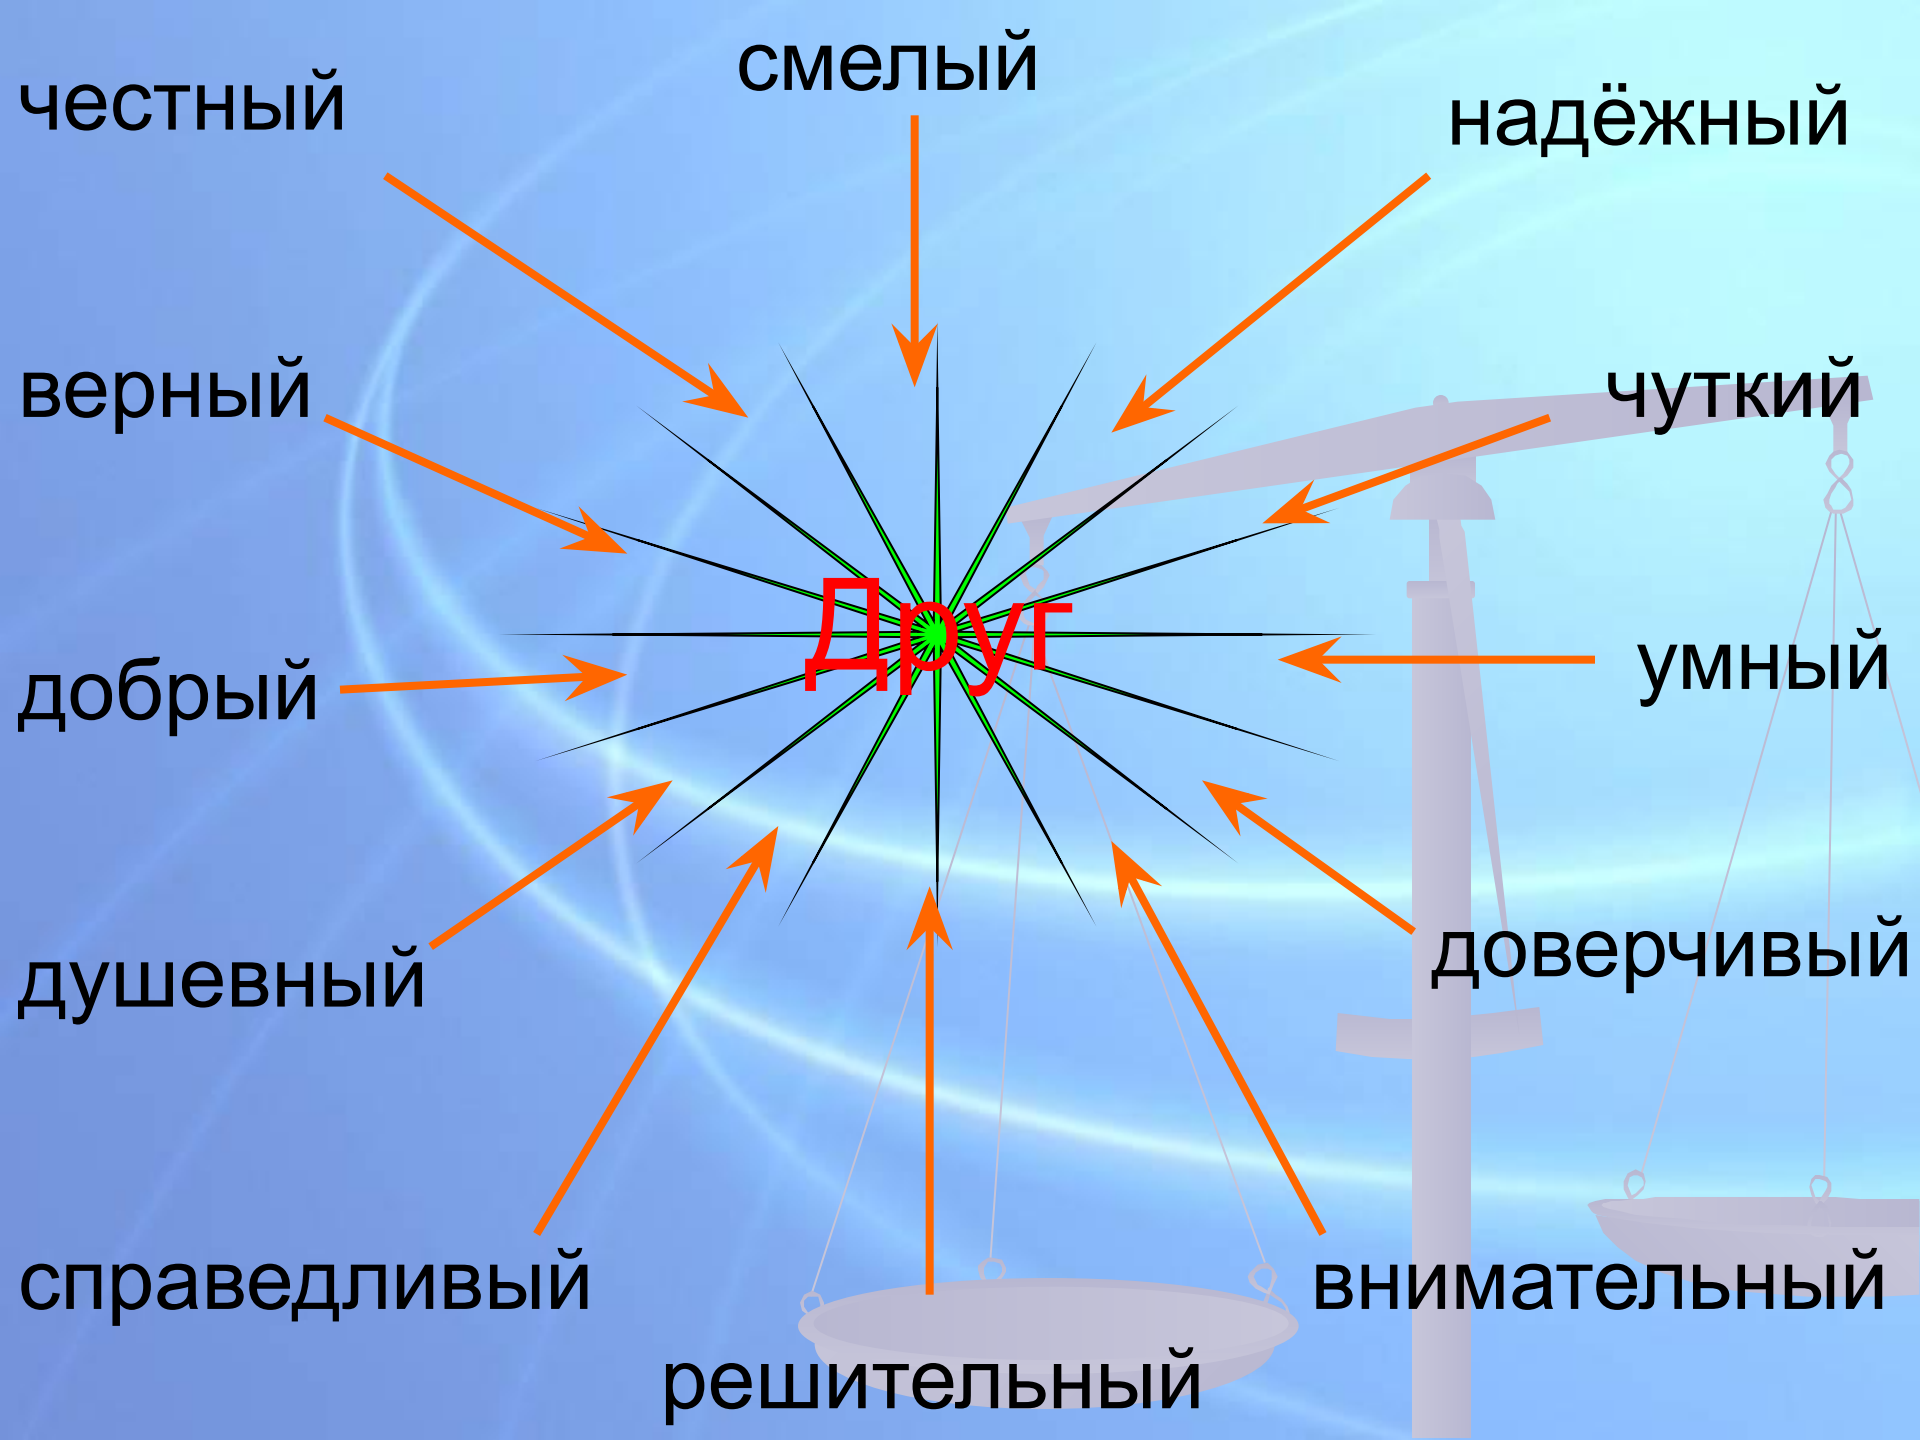 смелый
честный
надёжный
верный
чуткий
Друг
умный
добрый
доверчивый
душевный
справедливый
внимательный
решительный